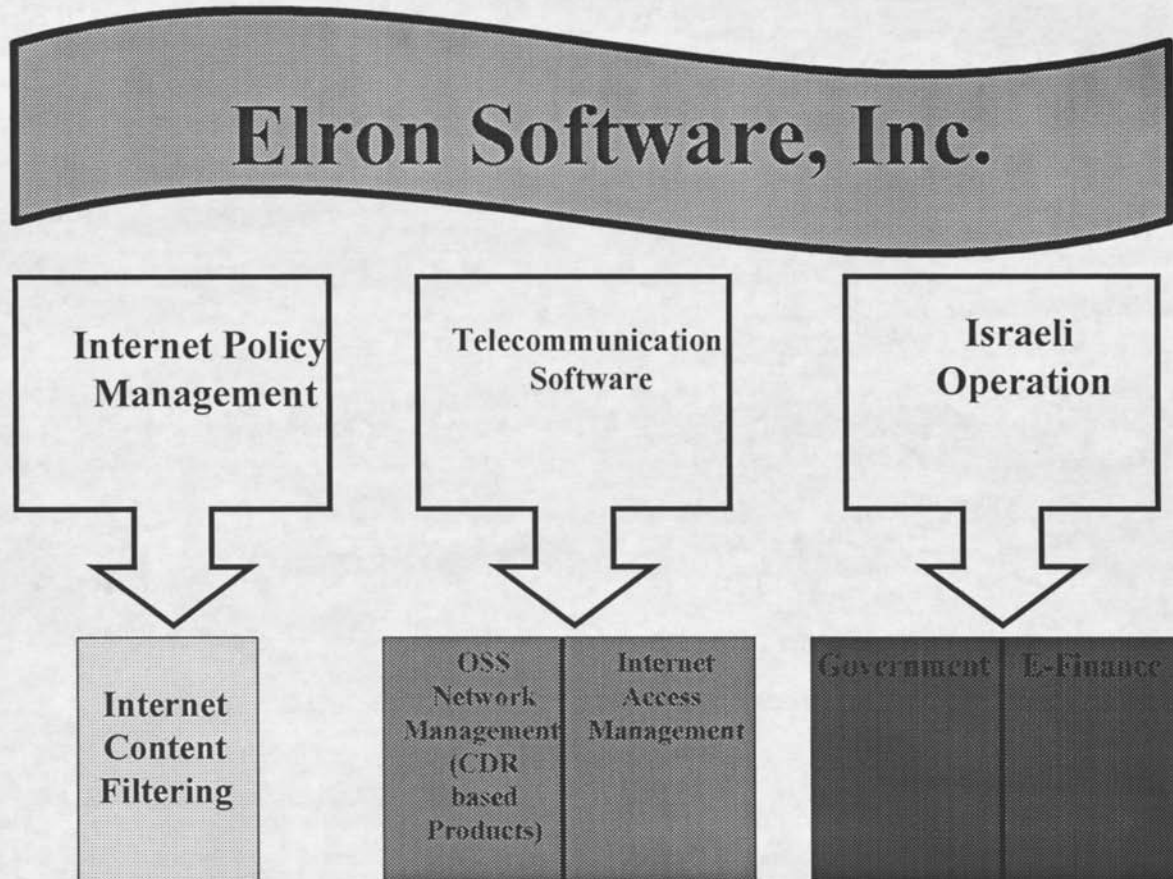 Elron Software, Inc.
Internet Policy
Management
Telecommunication
Software
Israeli
Operation
Internet
Content
Filtering
OSS
Network
Management
(CDR
based
Products)
Internet
Access
Management
Government
E-Finance